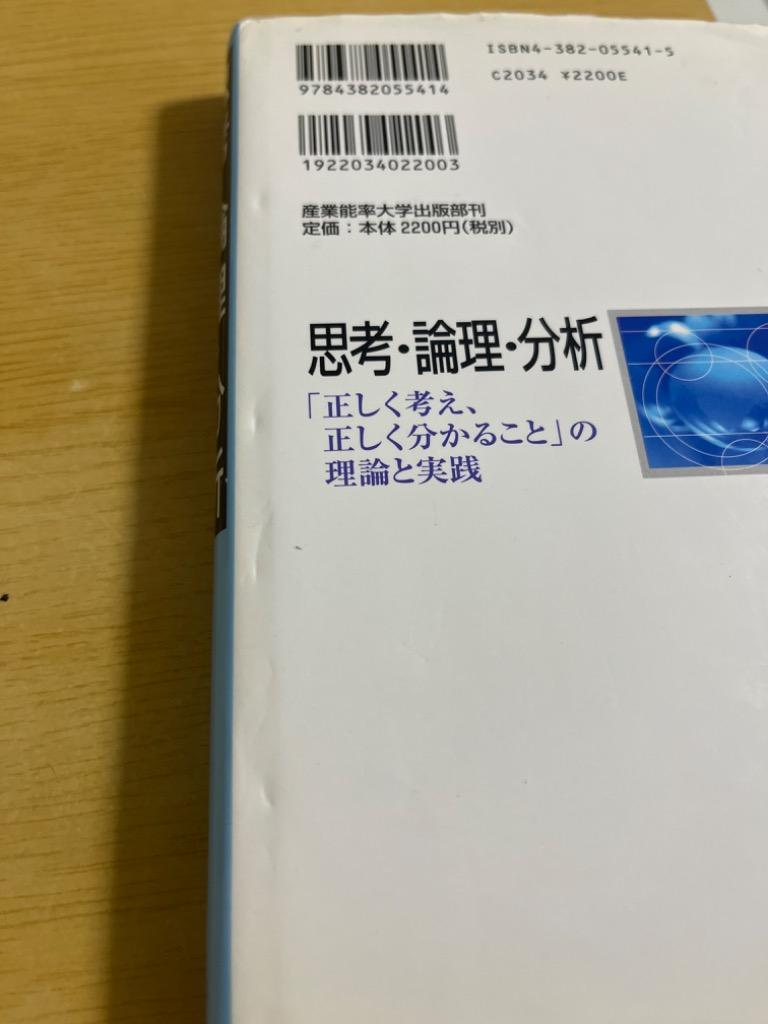 9784382055414
ISBN4-382-05541-5
C2034 ¥2200E
1922034022003
産業能率大学出版部刊
定価：本体2200円（税別）
思考・論理・分析
「正しく考え、
正しく分かること」の
理論と実践